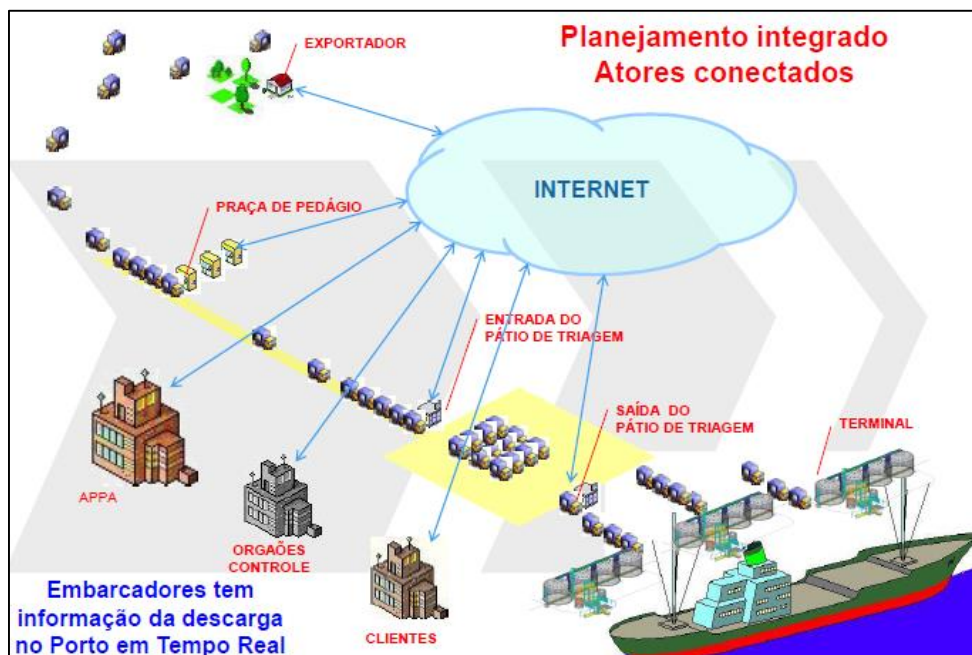 EXPORTADOR
Planejamento integrado
Atores conectados
INTERNET
PRAÇA DE PEDÁGIO
ENTRADA DO
PÁTIO DE TRIAGEM
SAÍDA DO
PÁTIO DE TRIAGEM
TERMINAL
APPA
ORGAÕES
CONTROLE
CLIENTES
Embarcadores tem
informação da descarga
no Porto em Tempo Real